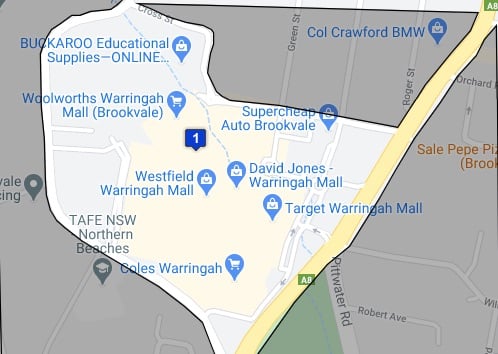 Cross St
A8
BUCKAROO Educational
Supplies—ONLINE...
Green St
Col Crawford BMW
Roger St
Orchard
Woolworths Warringah
Mall (Brookvale)
Supercheap
Auto Brookvale
1
Sale Pepe Piz
(Brook
Westfield
Warringah Mall
David Jones -
Warringah Mall
vale
cing
Target Warringah Mall
TAFE NSW
Northern
Beaches
Coles Warringah
A8
Pittwater Rd
Robert Ave
Wil